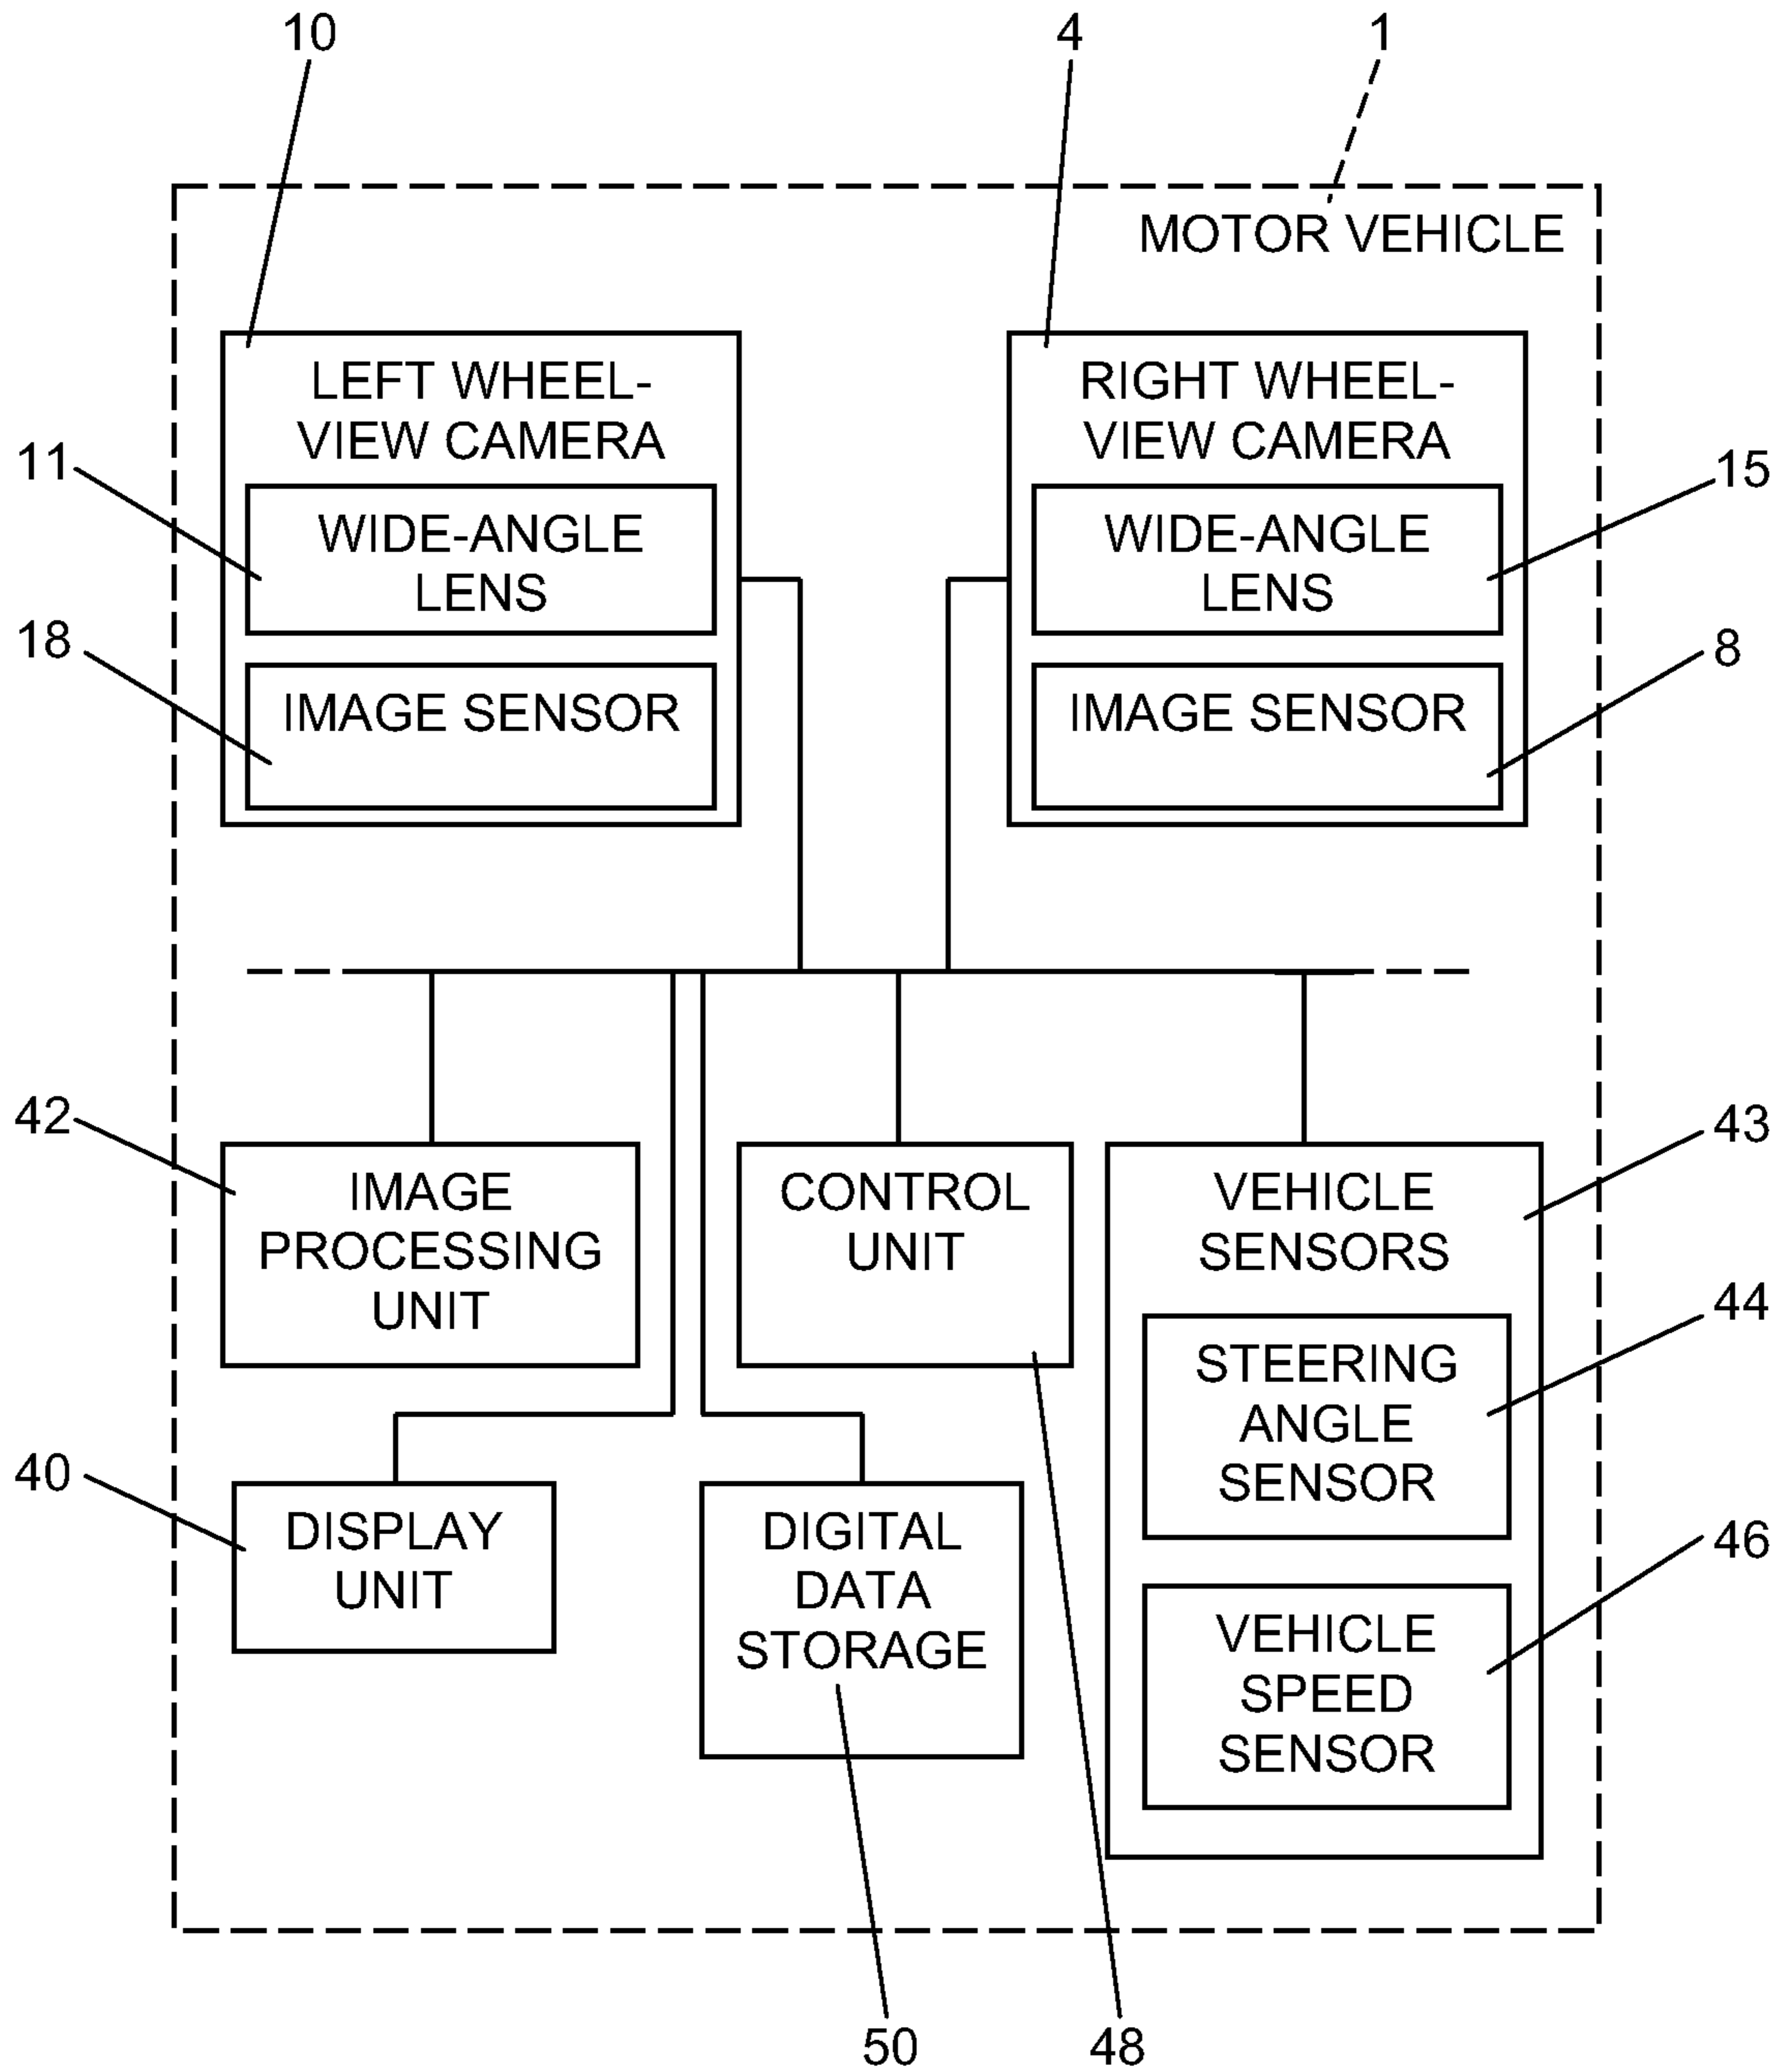 10
4
1
MOTOR VEHICLE
LEFT WHEEL-
VIEW CAMERA
RIGHT WHEEL-
VIEW CAMERA
11
15
WIDE-ANGLE
LENS
WIDE-ANGLE
LENS
18
8
IMAGE SENSOR
IMAGE SENSOR
42
43
IMAGE
PROCESSING
UNIT
CONTROL
UNIT
VEHICLE
SENSORS
44
STEERING
ANGLE
SENSOR
40
DISPLAY
UNIT
DIGITAL
DATA
STORAGE
46
VEHICLE
SPEED
SENSOR
50
48